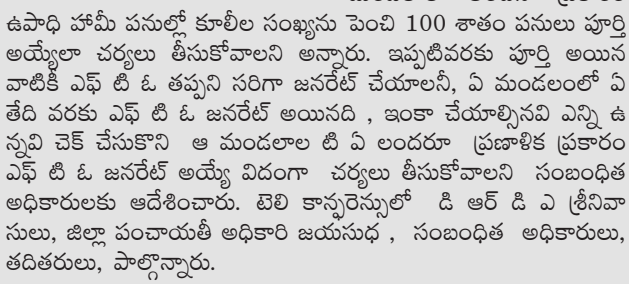 ఉపాధి హామీ పనుల్లో కూలీల సంఖ్యను పెంచి 100 శాతం పనులు పూర్తి
అయ్యేలా చర్యలు తీసుకోవాలని అన్నారు. ఇప్పటివరకు పూర్తి అయిన
వాటికీ ఎఫ్ టి ఓ తప్పని సరిగా జనరేట్ చేయాలనీ, ఏ మండలంలో ఏ
తేది వరకు ఎఫ్ టి ఓ జనరేట్ అయినది , ఇంకా చేయాల్సినవి ఎన్ని ఉ
న్నవి చెక్ చేసుకొని ఆ మండలాల టి ఏ లందరూ ప్రణాళిక ప్రకారం
ఎఫ్ టి ఓ జనరేట్ అయ్యే విదంగా చర్యలు తీసుకోవాలని సంబంధిత
అధికారులకు ఆదేశించారు. టెలి కాన్ఫరెన్సులో డి ఆర్ డి ఎ శ్రీనివా
సులు, జిల్లా పంచాయతీ అధికారి జయసుధ , సంబంధిత అధికారులు,
తదితరులు, పాల్గొన్నారు.